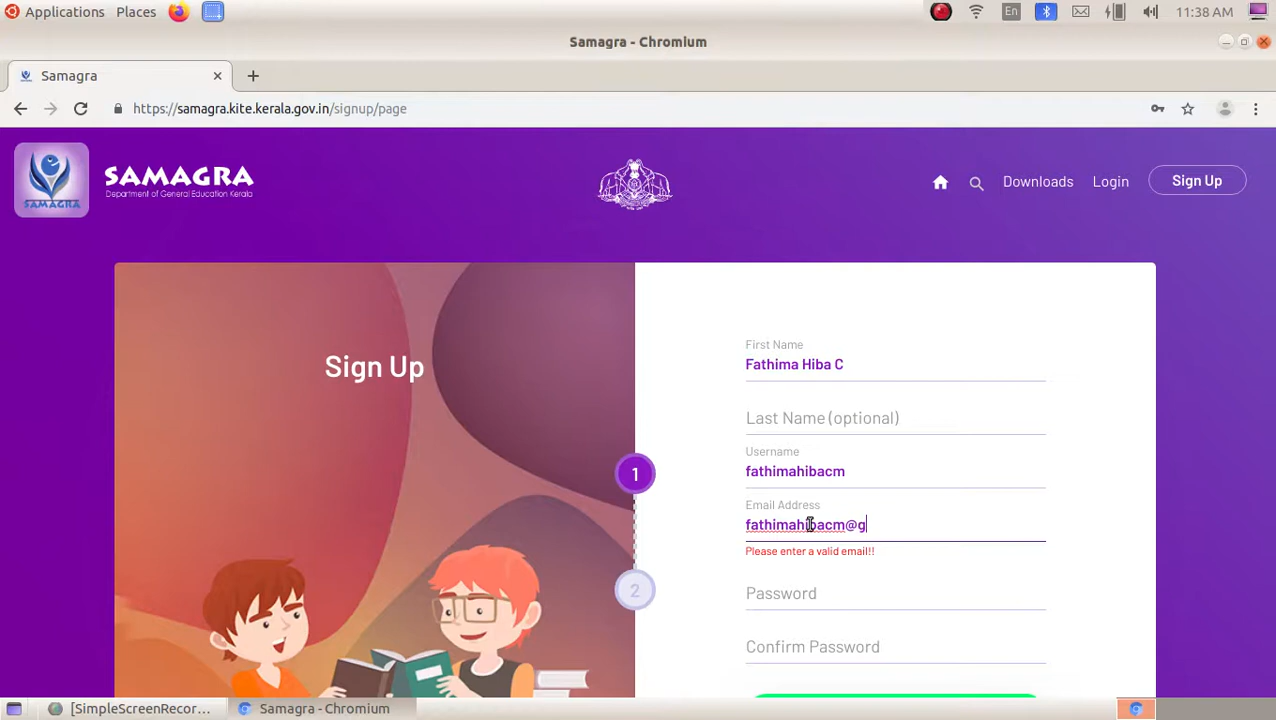 Applications Places En 11:38 AM
Samagra - Chromium
Samagra
https://samagra.kite.kerala.gov.in/signup/page
SAMAGRA
Department of General Education Kerala
SAMAGRA
Downloads Login Sign Up
Sign Up
First Name
Fathima Hiba C
Last Name (optional)
Username
fathimahibacm
1
Email Address
fathimahibacm@g
Please enter a valid email!!
2
Password
Confirm Password
[SimpleScreenRecor... Samagra - Chromium